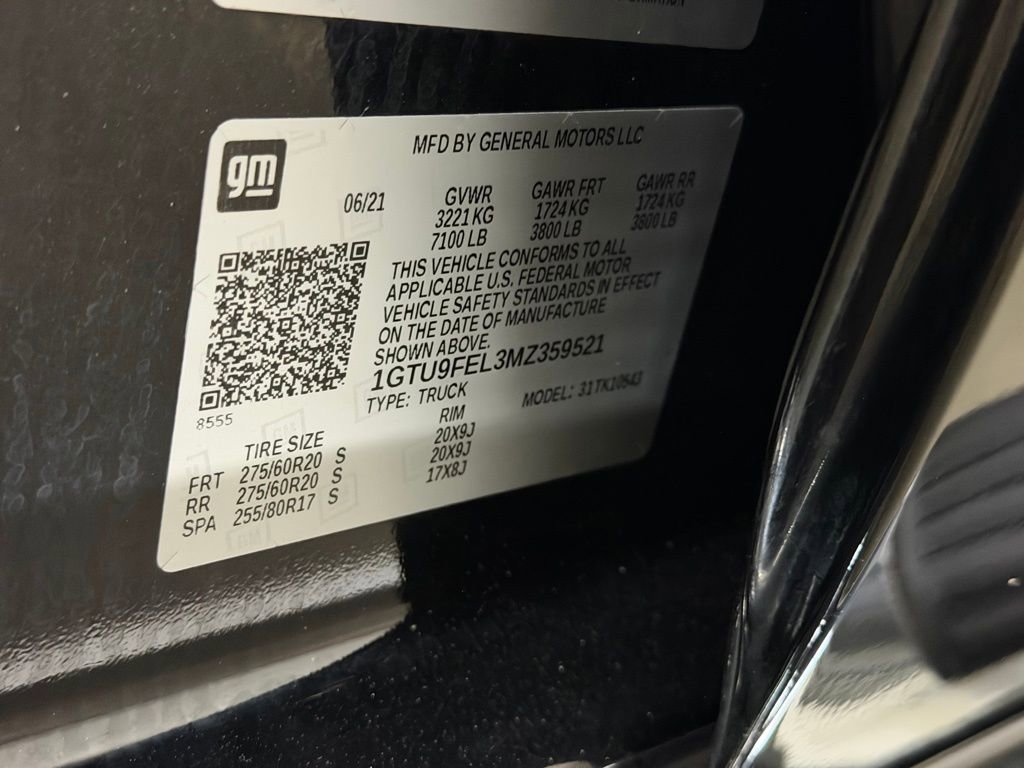 gm
MFD BY GENERAL MOTORS LLC
06/21 GVWR GAWR FRT GAWR RR
3221 KG 1724 KG 1724 KG
7100 LB 3800 LB 3800 LB
THIS VEHICLE CONFORMS TO ALL
APPLICABLE U.S. FEDERAL MOTOR
VEHICLE SAFETY STANDARDS IN EFFECT
ON THE DATE OF MANUFACTURE
SHOWN ABOVE.
1GTU9FEL3MZ359521
TYPE: TRUCK MODEL: 31TK10543
8555
TIRE SIZE RIM
FRT 275/60R20 S 20X9J
RR 275/60R20 S 20X9J
SPA 255/80R17 S 17X8J